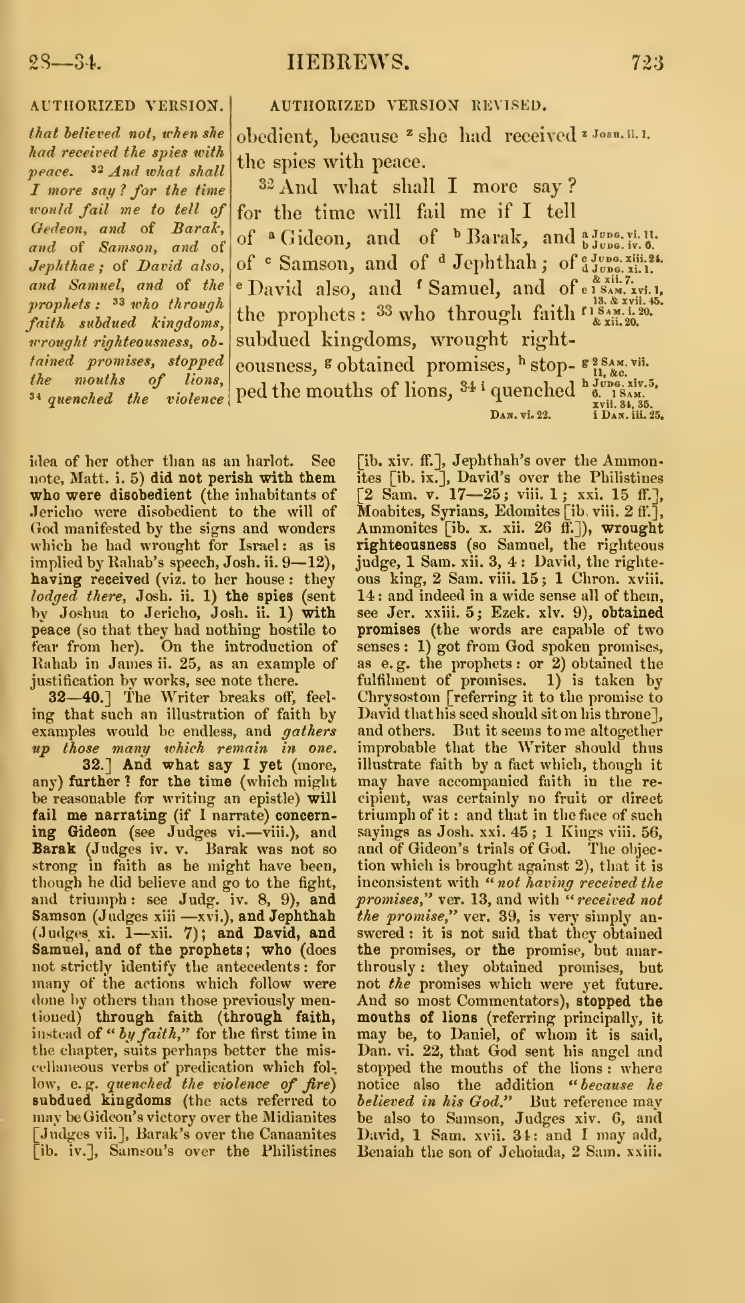 28—34.
HEBREWS.
723
AUTHORIZED VERSION.
that believed not, when she
had received the spies with
peace. 32 And what shall
I more say? for the time
would fail me to tell of
Gedeon, and of Barak,
and of Samson, and of
Jephthae; of David also,
and Samuel, and of the
prophets: 33 who through
faith subdued kingdoms,
wrought righteousness, ob-
tained promises, stopped
the mouths of lions,
34 quenched the violence
AUTHORIZED VERSION REVISED.
obedient, because z she had received
the spies with peace.
32 And what shall I more say?
for the time will fail me if I tell
of a Gideon, and of b Barak, and
of c Samson, and of d Jephthah; of
e David also, and f Samuel, and of
the prophets: 33 who through faith
subdued kingdoms, wrought right-
eousness, g obtained promises, h stop-
ped the mouths of lions, 34 i quenched
z Josh. ii. 1.
a Judg. vi. 11.
b Judg. iv. 6.
c Judg. xiii. 24.
d Judg. xi. 1.
& xii. 7.
e 1 Sam. xvi. 1,
13. & xvii. 45.
f 1 Sam. i. 20.
& xii. 20.
g 2 Sam. vii.
11, &c.
h Judg. xiv. 5,
6. 1 Sam.
xvii. 34, 35.
Dan. vi. 22.
i Dan. iii. 25.
idea of her other than as an harlot. See
note, Matt. i. 5) did not perish with them
who were disobedient (the inhabitants of
Jericho were disobedient to the will of
God manifested by the signs and wonders
which he had wrought for Israel: as is
implied by Rahab's speech, Josh. ii. 9—12),
having received (viz. to her house: they
lodged there, Josh. ii. 1) the spies (sent
by Joshua to Jericho, Josh. ii. 1) with
peace (so that they had nothing hostile to
fear from her). On the introduction of
Rahab in James ii. 25, as an example of
justification by works, see note there.
32—40.] The Writer breaks off, feel-
ing that such an illustration of faith by
examples would be endless, and gathers
up those many which remain in one.
32.] And what say I yet (more,
any) further? for the time (which might
be reasonable for writing an epistle) will
fail me narrating (if I narrate) concern-
ing Gideon (see Judges vi.—viii.), and
Barak (Judges iv. v. Barak was not so
strong in faith as he might have been,
though he did believe and go to the fight,
and triumph: see Judg. iv. 8, 9), and
Samson (Judges xiii—xvi.), and Jephthah
(Judges xi. 1—xii. 7); and David, and
Samuel, and of the prophets; who (does
not strictly identify the antecedents: for
many of the actions which follow were
done by others than those previously men-
tioned) through faith (through faith,
instead of "by faith," for the first time in
the chapter, suits perhaps better the mis-
cellaneous verbs of predication which fol-
low, e. g. quenched the violence of fire)
subdued kingdoms (the acts referred to
may be Gideon's victory over the Midianites
[Judges vii.], Barak's over the Canaanites
[ib. iv.], Samson's over the Philistines
[ib. xiv. ff.], Jephthah's over the Ammon-
ites [ib. ix.], David's over the Philistines
[2 Sam. v. 17—25; viii. 1; xxi. 15 ff.],
Moabites, Syrians, Edomites [ib. viii. 2 ff.],
Ammonites [ib. x. xii. 26 ff.]), wrought
righteousness (so Samuel, the righteous
judge, 1 Sam. xii. 3, 4: David, the righte-
ous king, 2 Sam. viii. 15; 1 Chron. xviii.
14: and indeed in a wide sense all of them,
see Jer. xxiii. 5; Ezek. xlv. 9), obtained
promises (the words are capable of two
senses: 1) got from God spoken promises,
as e. g. the prophets: or 2) obtained the
fulfilment of promises. 1) is taken by
Chrysostom [referring it to the promise to
David that his seed should sit on his throne],
and others. But it seems to me altogether
improbable that the Writer should thus
illustrate faith by a fact which, though it
may have accompanied faith in the re-
cipient, was certainly no fruit or direct
triumph of it: and that in the face of such
sayings as Josh. xxi. 45; 1 Kings viii. 56,
and of Gideon's trials of God. The objec-
tion which is brought against 2), that it is
inconsistent with "not having received the
promises," ver. 13, and with "received not
the promise," ver. 39, is very simply an-
swered: it is not said that they obtained
the promises, or the promise, but anar-
throusl﻿y: they obtained promises, but
not the promises which were yet future.
And so most Commentators), stopped the
mouths of lions (referring principally, it
may be, to Daniel, of whom it is said,
Dan. vi. 22, that God sent his angel and
stopped the mouths of the lions: where
notice also the addition "because he
believed in his God." But reference may
be also to Samson, Judges xiv. 6, and
David, 1 Sam. xvii. 34: and I may add,
Benaiah the son of Jehoiada, 2 Sam. xxiii.